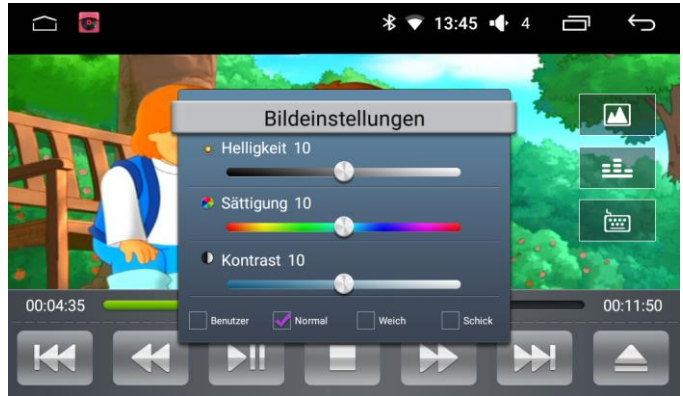 13:45 4
Bildeinstellungen
Helligkeit 10
Sättigung 10
Kontrast 10
00:04:35 00:11:50
Benutzer Normal Weich Schick